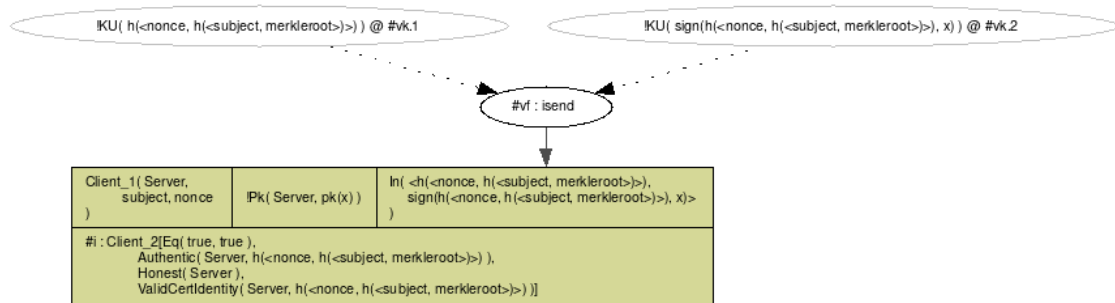 !KU( h(<nonce, h(<subject, merkleroot>)>) ) @ #vk.1
!KU( sign(h(<nonce, h(<subject, merkleroot>)>), x) ) @ #vk.2
#vf : isend
Client_1( Server,
subject, nonce
)
!Pk( Server, pk(x) )
In( <h(<nonce, h(<subject, merkleroot>)>),
sign(h(<nonce, h(<subject, merkleroot>)>), x)>
)
#i : Client_2[Eq( true, true ),
Authentic( Server, h(<nonce, h(<subject, merkleroot>)>) ),
Honest( Server ),
ValidCertIdentity( Server, h(<nonce, h(<subject, merkleroot>)>) )]